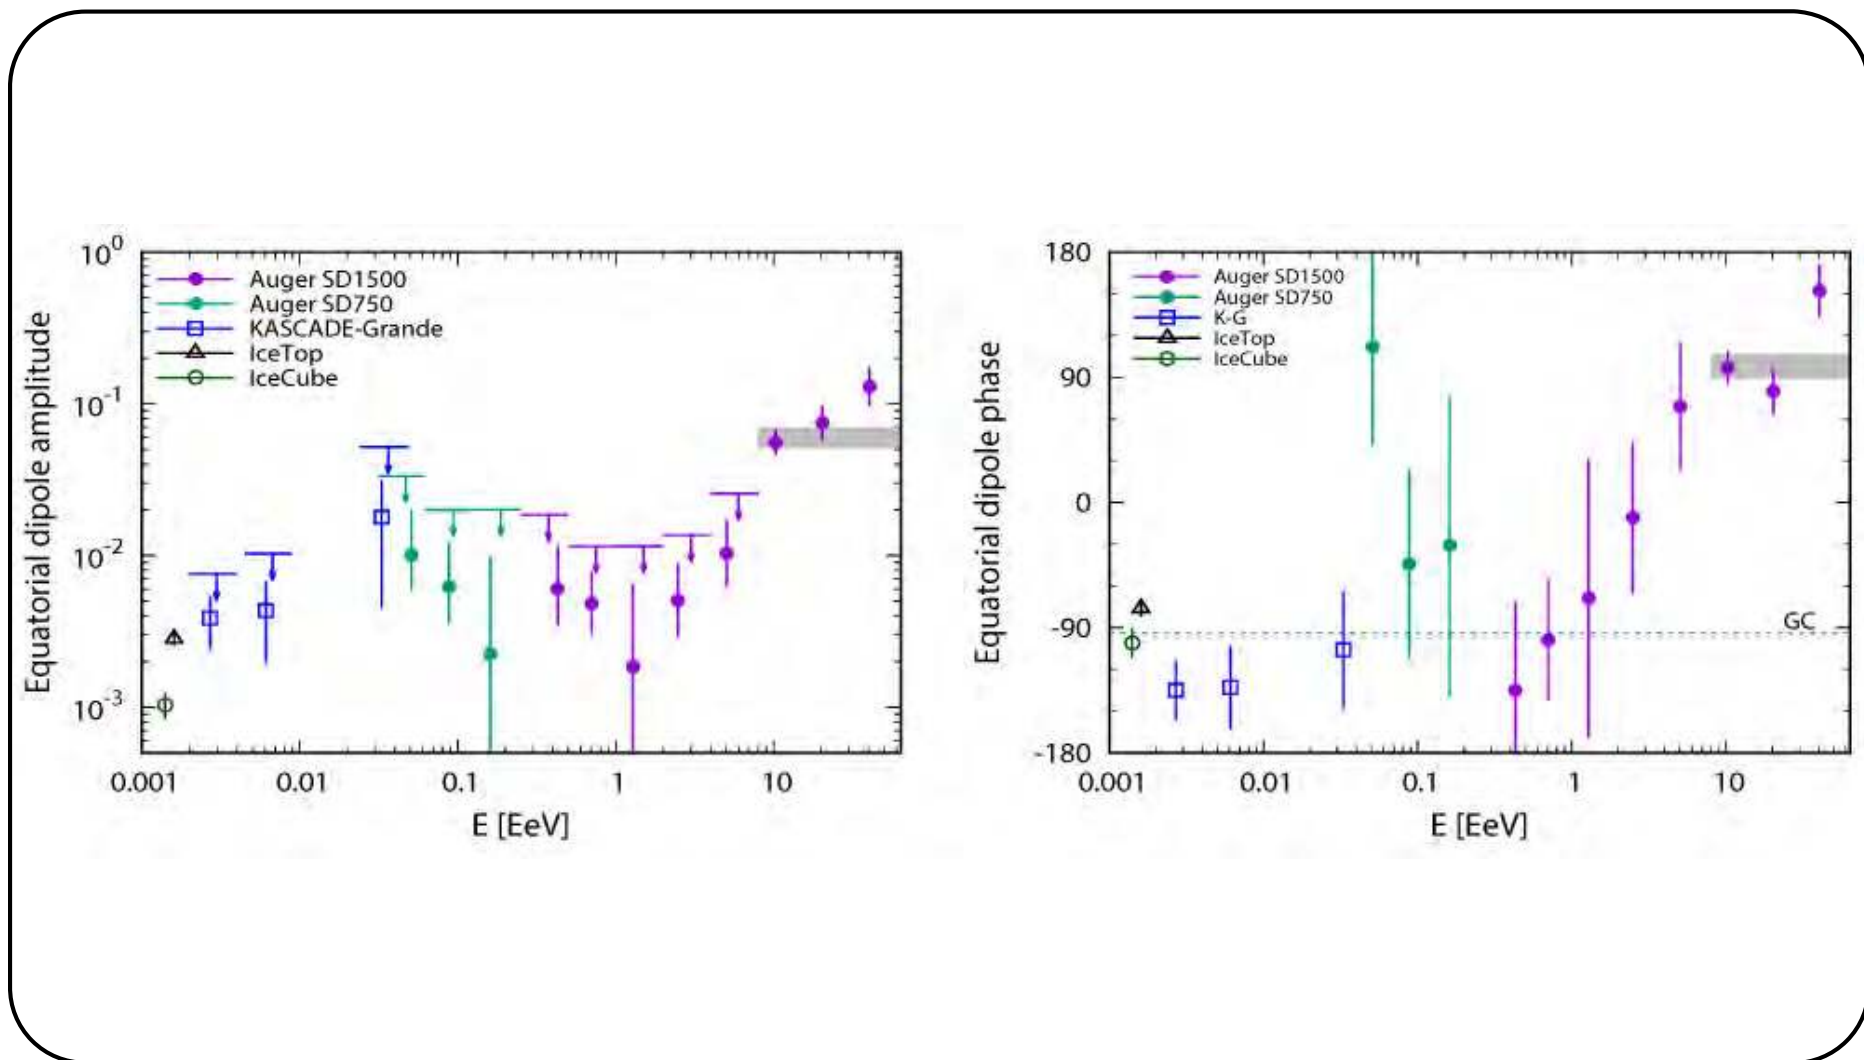 10^0
10^-1
10^-2
10^-3
Equatorial dipole amplitude
Auger SD1500
Auger SD750
KASCADE-Grande
IceTop
IceCube
0.001 0.01 0.1 1 10
E [EeV]
180
90
0
-90
-180
Equatorial dipole phase
Auger SD1500
Auger SD750
K-G
IceTop
IceCube
GC
0.001 0.01 0.1 1 10
E [EeV]